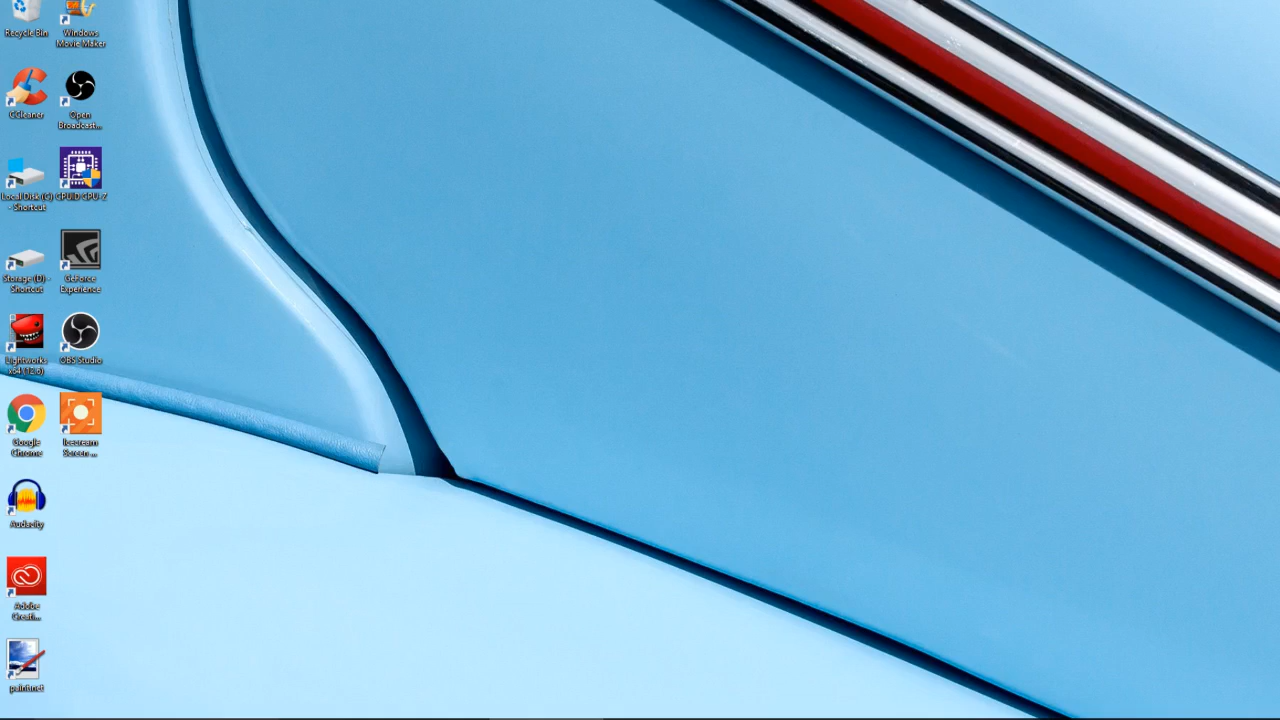 Recycle Bin
Windows
Movie Maker
CCleaner
Open
Broadcast...
Local Disk (C)
- Shortcut
CPUID CPU-Z
Storage (D) -
Shortcut
GeForce
Experience
Lightworks
x64 (12.6)
OBS Studio
Google
Chrome
Icecream
Screen ...
Audacity
Adobe
Creati...
paint.net